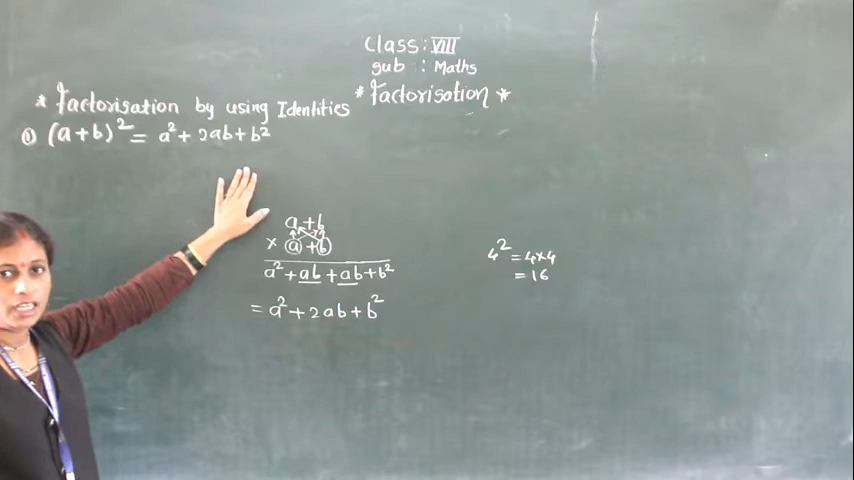 Class: VIII
Sub : Maths
* Factorisation *
* Factorisation by using Identities
① (a+b)² = a² + 2ab + b²
a+b
× a+b
a² + ab + ab + b²
= a² + 2ab + b²
4² = 4×4
= 16